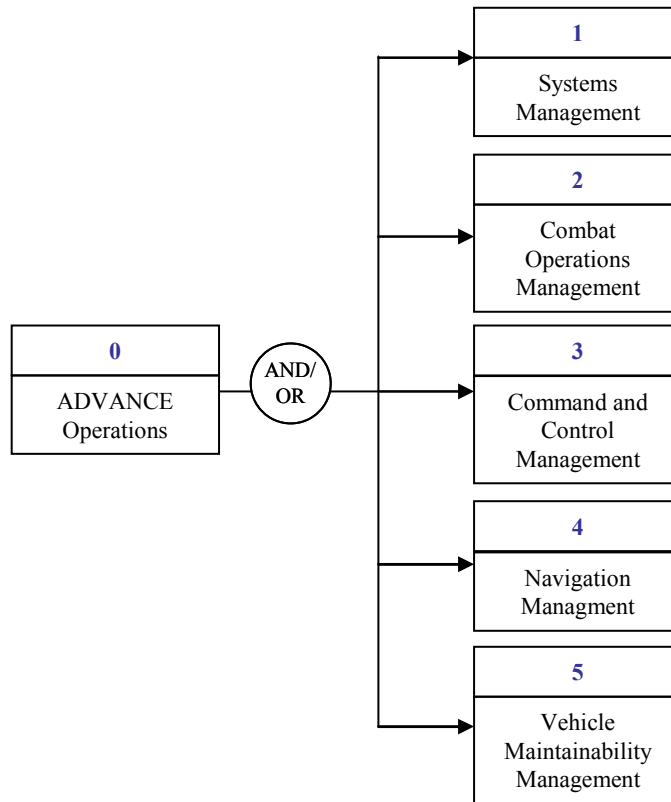 0
ADVANCE
Operations
AND/
OR
1
Systems
Management
2
Combat
Operations
Management
3
Command and
Control
Management
4
Navigation
Managment
5
Vehicle
Maintainability
Management